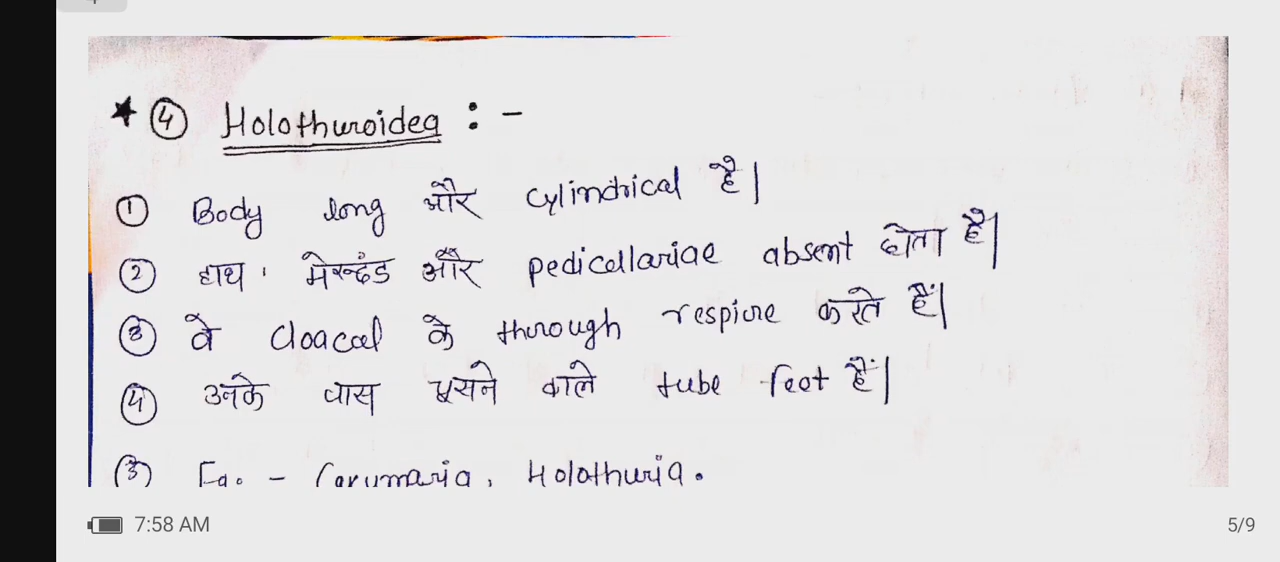 ★ ④ Holothuroidea : -
① Body long और cylindrical है|
② हाथ, मेरुदंड और pedicellariae absent होता है|
③ वे cloacal के through respire करते हैं|
④ उनके पास चूसने वाले tube feet हैं|
⑤ Eg. - Cucumaria, Holothuria.
7:58 AM
5/9